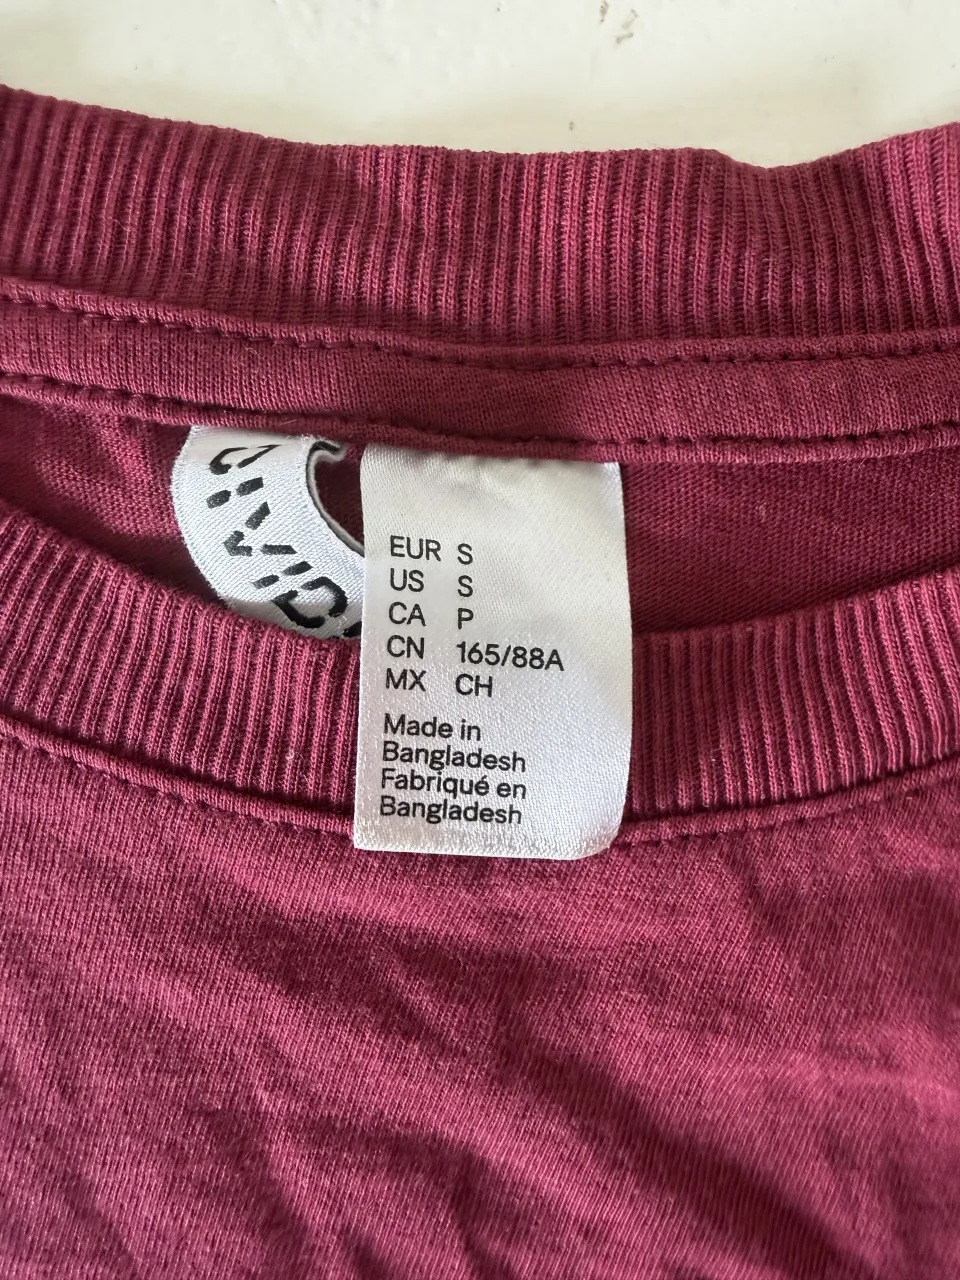 EUR S
US S
CA P
CN 165/88A
MX CH
Made in
Bangladesh
Fabriqué en
Bangladesh